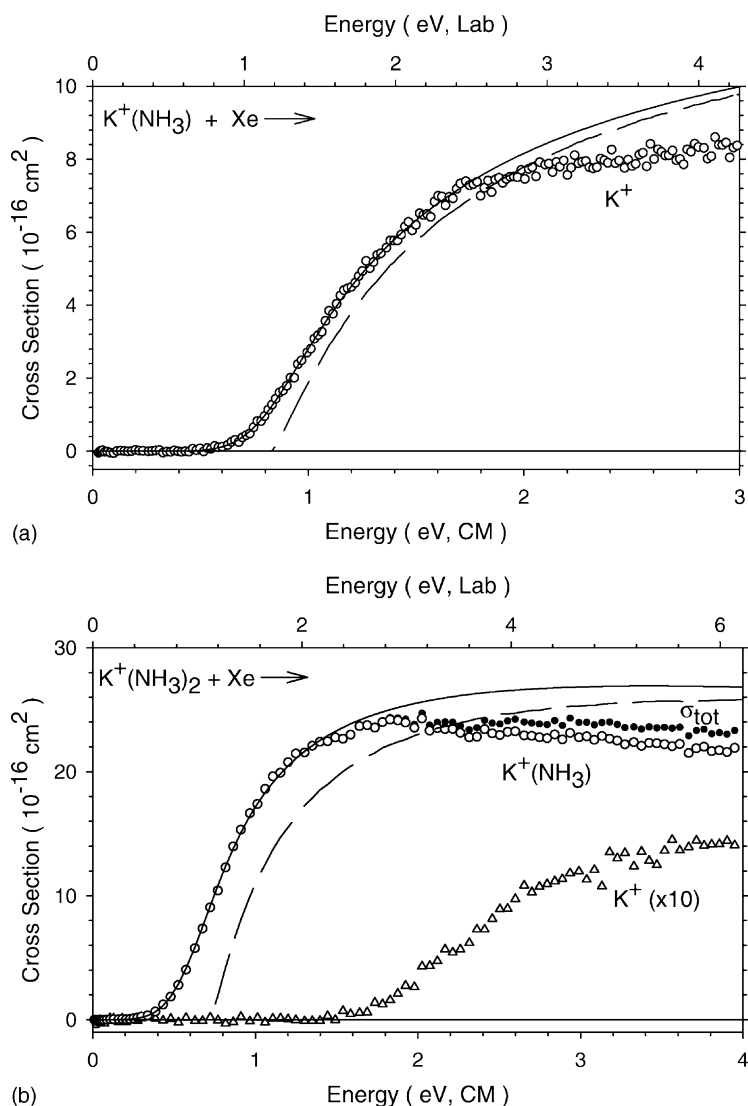 Energy ( eV, Lab )
0 1 2 3 4
10
8
6
4
2
0
Cross Section ( 10⁻¹⁶ cm² )
K⁺(NH₃) + Xe →
K⁺
0 1 2 3
Energy ( eV, CM )
(a)
Energy ( eV, Lab )
0 2 4 6
30
20
10
0
Cross Section ( 10⁻¹⁶ cm² )
K⁺(NH₃)₂ + Xe →
σtot
K⁺(NH₃)
K⁺ (x10)
0 1 2 3 4
Energy ( eV, CM )
(b)